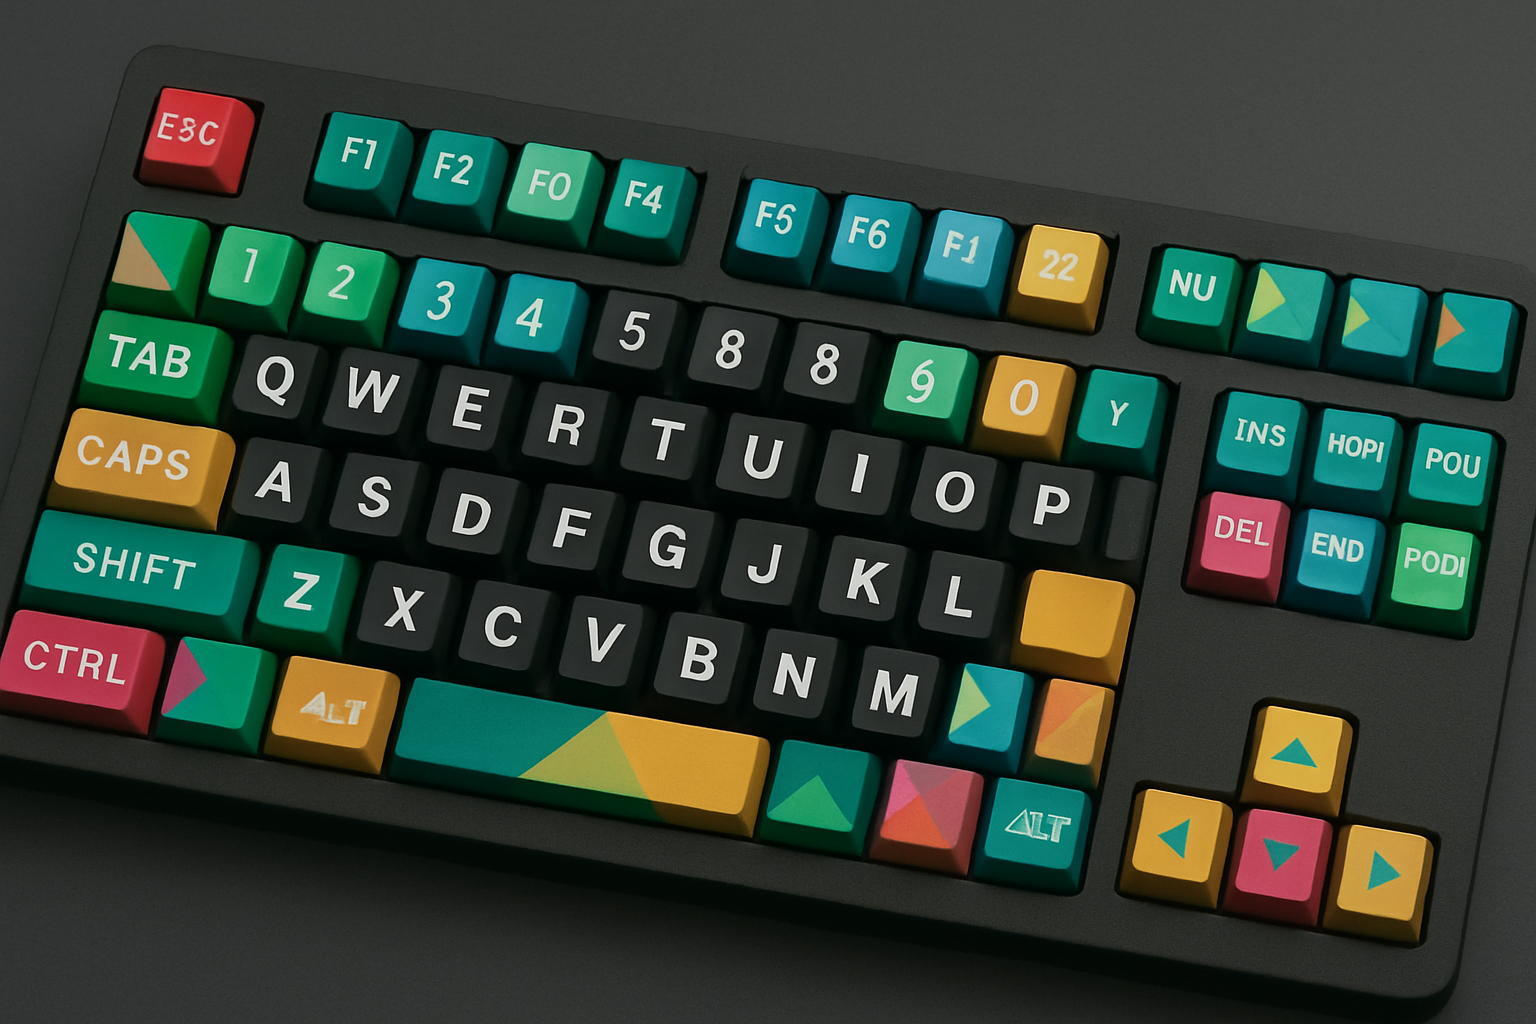 ESC F1 F2 F0 F4 F5 F6 F1 22 NU
1 2 3 4 5 8 8 9 0 Y INS HOPI POU
TAB Q W E R T U I O P DEL END PODI
CAPS A S D F G J K L
SHIFT Z X C V B N M
CTRL ALT ALT